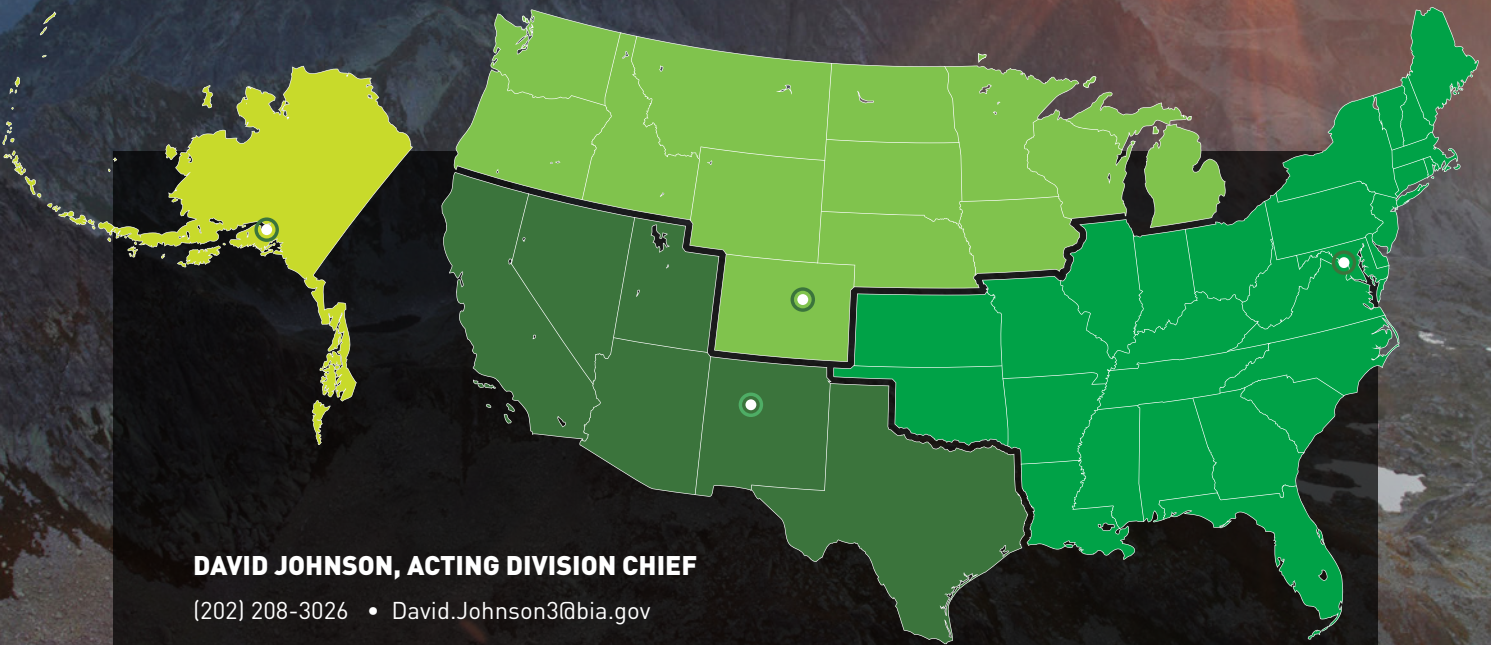 DAVID JOHNSON, ACTING DIVISION CHIEF
(202) 208-3026 • David.Johnson3@bia.gov